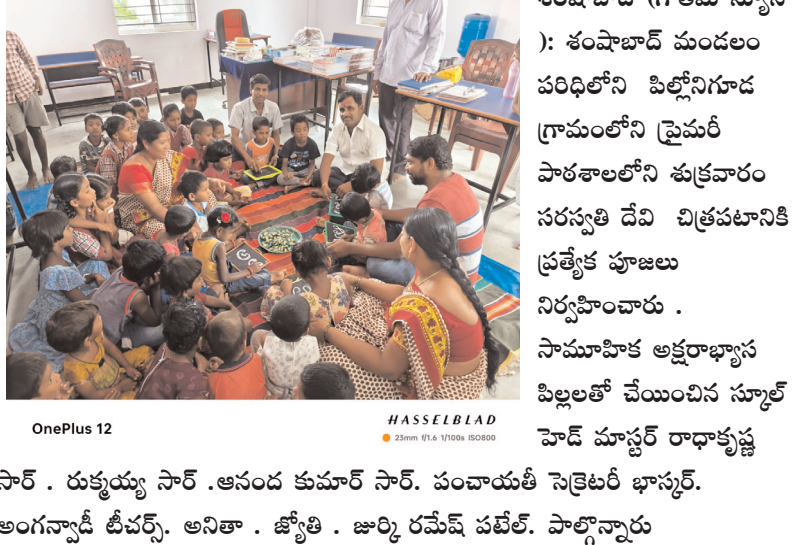 శంషాబాద్ (గౌతమి న్యూస్
): శంషాబాద్ మండలం
పరిధిలోని పిల్లోనిగూడ
గ్రామంలోని ప్రైమరీ
పాఠశాలలోని శుక్రవారం
సరస్వతి దేవి చిత్రపటానికి
ప్రత్యేక పూజలు
నిర్వహించారు .
సామూహిక అక్షరాభ్యాస
పిల్లలతో చేయించిన స్కూల్
హెడ్ మాస్టర్ రాధాకృష్ణ
సార్ . రుక్మయ్య సార్ .ఆనంద కుమార్ సార్. పంచాయతీ సెక్రెటరీ భాస్కర్.
అంగన్వాడీ టీచర్స్. అనితా . జ్యోతి . జుర్కి రమేష్ పటేల్. పాల్గొన్నారు
OnePlus 12
HASSELBLAD
23mm f/1.6 1/100s ISO800